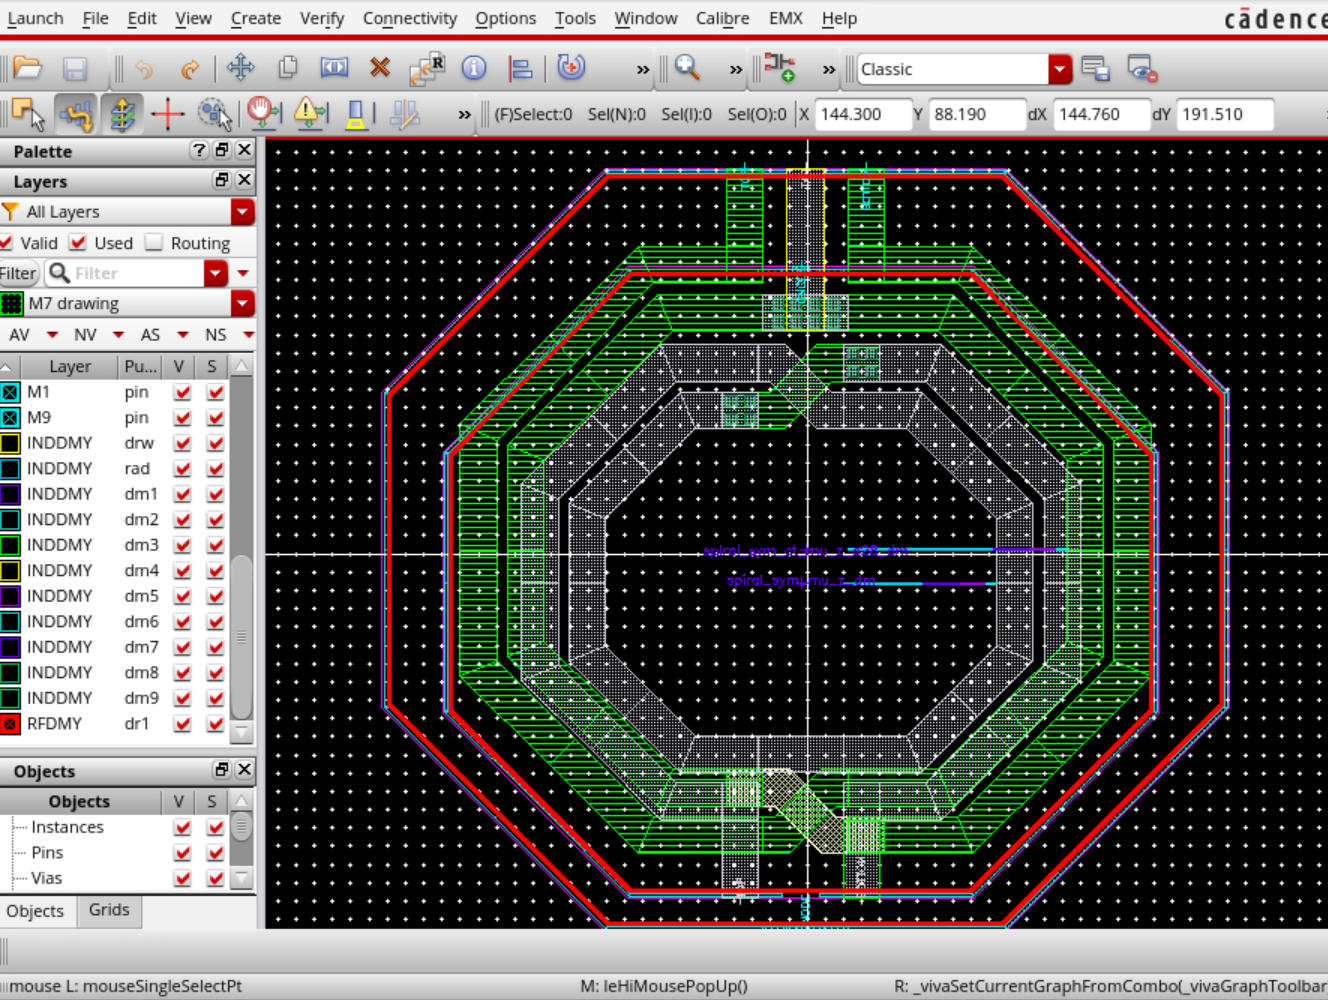 Launch File Edit View Create Verify Connectivity Options Tools Window Calibre EMX Help cādence
Classic
(F)Select:0 Sel(N):0 Sel(I):0 Sel(O):0 X 144.300 Y 88.190 dX 144.760 dY 191.510
Palette
Layers
All Layers
Valid Used Routing
Filter Filter
M7 drawing
AV NV AS NS
Layer Pu... V S
M1 pin
M9 pin
INDDMY drw
INDDMY rad
INDDMY dm1
INDDMY dm2
INDDMY dm3
INDDMY dm4
INDDMY dm5
INDDMY dm6
INDDMY dm7
INDDMY dm8
INDDMY dm9
RFDMY dr1
Objects
Objects V S
Instances
Pins
Vias
Objects Grids
mouse L: mouseSingleSelectPt M: leHiMousePopUp() R: _vivaSetCurrentGraphFromCombo(_vivaGraphToolbar